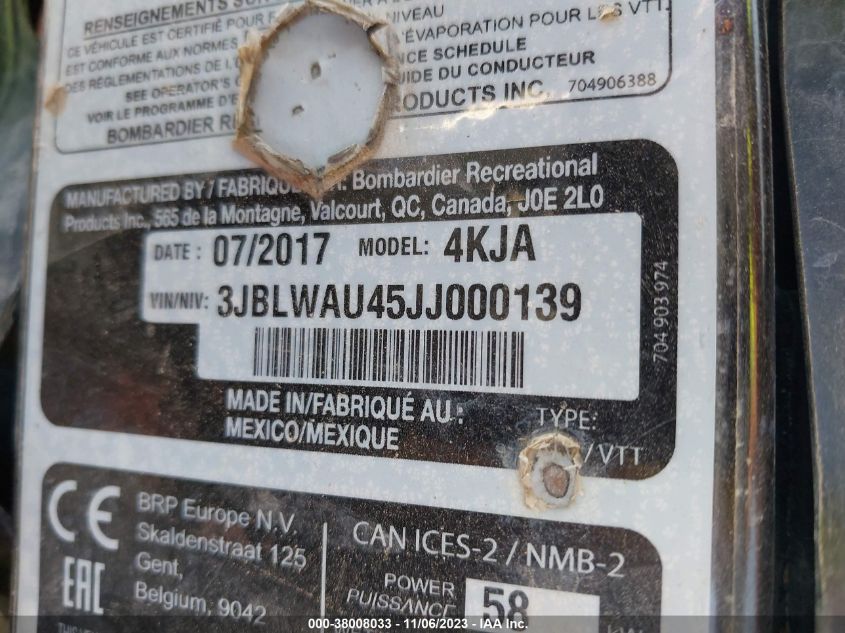 RENSEIGNEMENTS
NIVEAU
CE VÉHICULE EST CERTIFIÉ POUR D'ÉVAPORATION POUR LES VTT.
EST CONFORME AUX NORMES SCHEDULE
DES RÉGLEMENTATIONS DE GUIDE DU CONDUCTEUR
SEE OPERATOR'S
VOIR LE PROGRAMME PRODUCTS INC. 704906388
BOMBARDIER
MANUFACTURED BY / FABRIQUÉ: Bombardier Recreational
Products Inc., 565 de la Montagne, Valcourt, QC, Canada, J0E 2L0
DATE : 07/2017 MODEL: 4KJA
VIN/NIV: 3JBLWAU45JJ000139
704 903 974
MADE IN/FABRIQUÉ AU:
MEXICO/MEXIQUE
TYPE:
/ VTT
CE
EAC
BRP Europe N.V.
Skaldenstraat 125
Gent,
Belgium, 9042
CAN ICES-2 / NMB-2
POWER
PUISSANCE
58
000-38008033 - 11/06/2023 - IAA Inc.